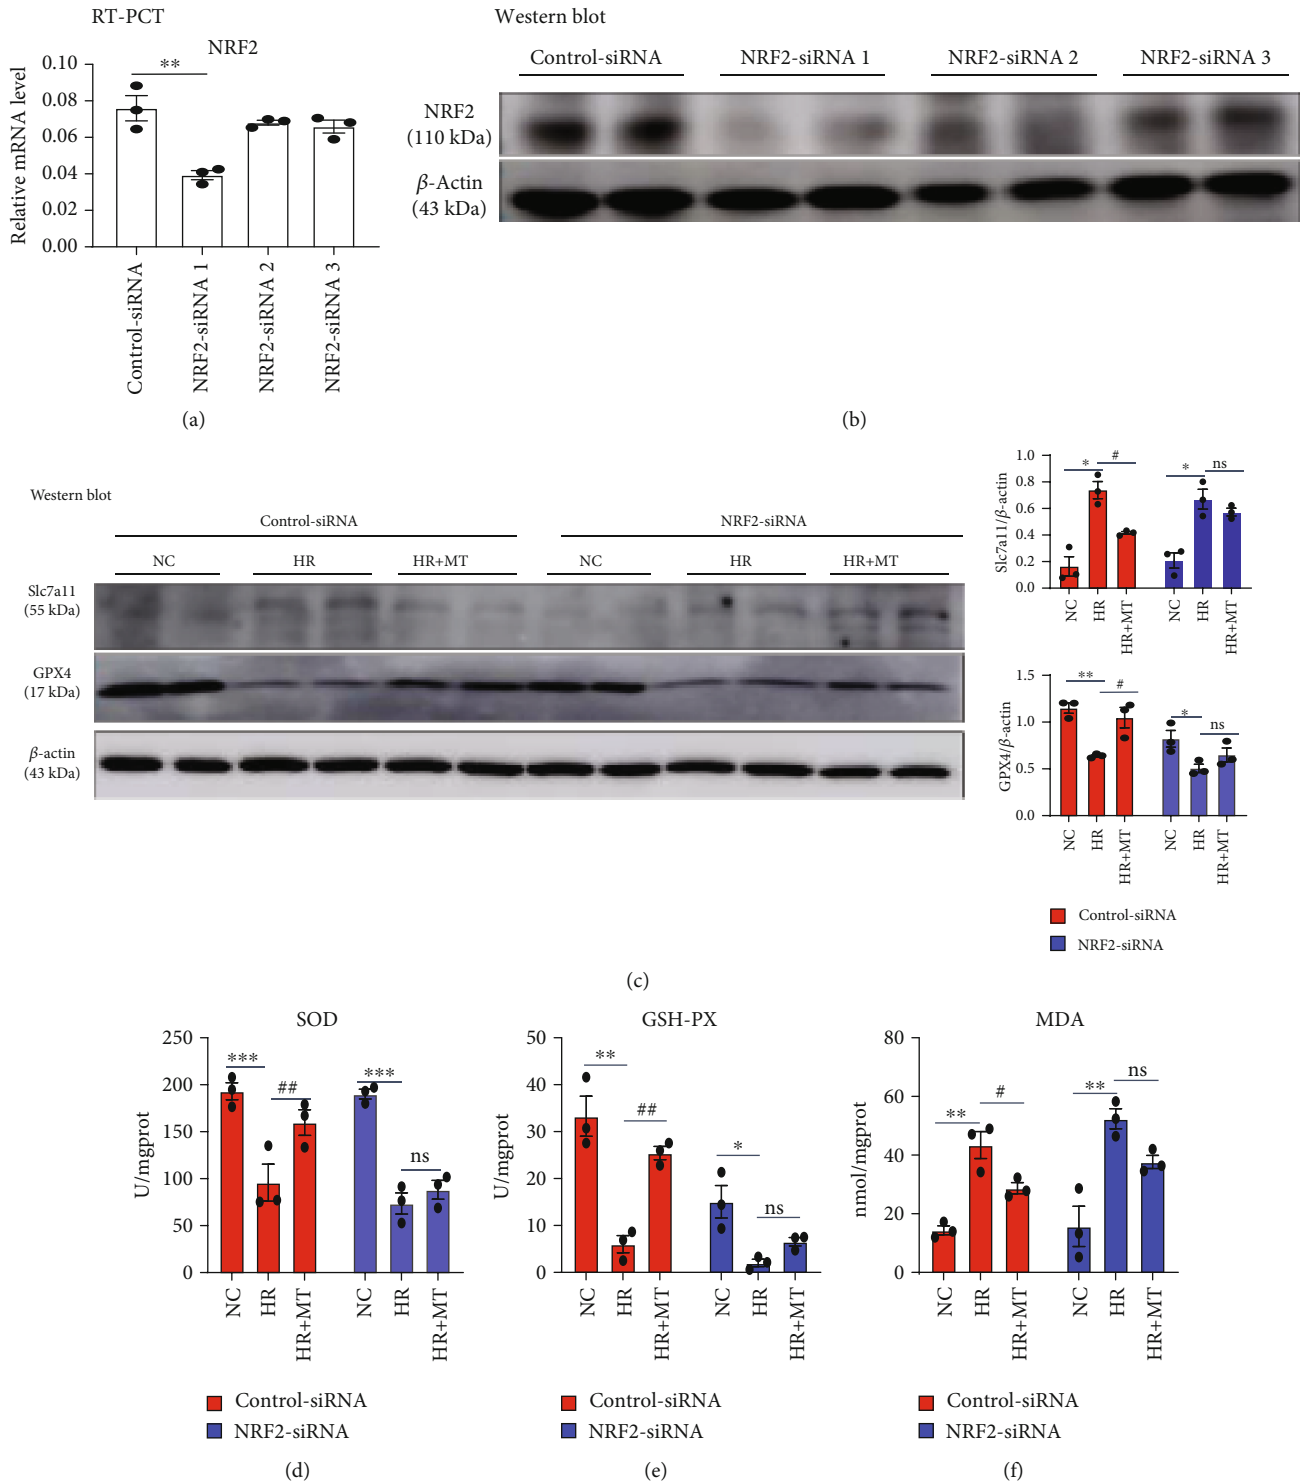 RT-PCT
NRF2
**
Relative mRNA level
0.10
0.08
0.06
0.04
0.02
0.00
Control-siRNA
NRF2-siRNA 1
NRF2-siRNA 2
NRF2-siRNA 3
(a)
Western blot
Control-siRNA NRF2-siRNA 1 NRF2-siRNA 2 NRF2-siRNA 3
NRF2
(110 kDa)
β-Actin
(43 kDa)
(b)
Western blot
Control-siRNA NRF2-siRNA
NC HR HR+MT NC HR HR+MT
Slc7a11
(55 kDa)
GPX4
(17 kDa)
β-actin
(43 kDa)
Slc7a11/β-actin
1.0
0.8
0.6
0.4
0.2
0.0
* # * ns
NC HR HR+MT NC HR HR+MT
GPX4/β-actin
1.5
1.0
0.5
0.0
** # * ns
NC HR HR+MT NC HR HR+MT
Control-siRNA
NRF2-siRNA
(c)
SOD
U/mgprot
250
200
150
100
50
0
*** ## *** ns
NC HR HR+MT NC HR HR+MT
Control-siRNA
NRF2-siRNA
(d)
GSH-PX
U/mgprot
50
40
30
20
10
0
** ## * ns
NC HR HR+MT NC HR HR+MT
Control-siRNA
NRF2-siRNA
(e)
MDA
nmol/mgprot
80
60
40
20
0
** # ** ns
NC HR HR+MT NC HR HR+MT
Control-siRNA
NRF2-siRNA
(f)